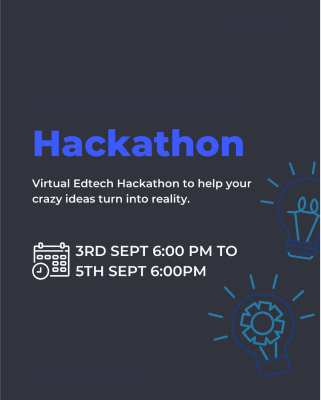 Hackathon
Virtual Edtech Hackathon to help your
crazy ideas turn into reality.
3RD SEPT 6:00 PM TO
5TH SEPT 6:00PM